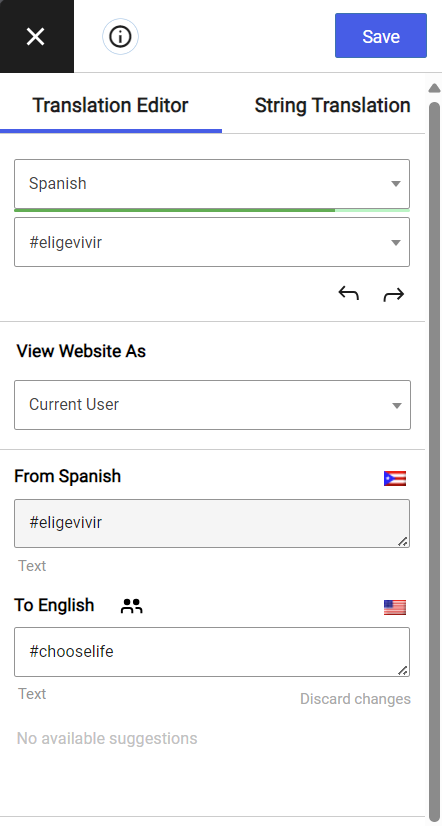 Save
Translation Editor
String Translation
Spanish
#eligevivir
View Website As
Current User
From Spanish
#eligevivir
Text
To English
#chooselife
Text
Discard changes
No available suggestions